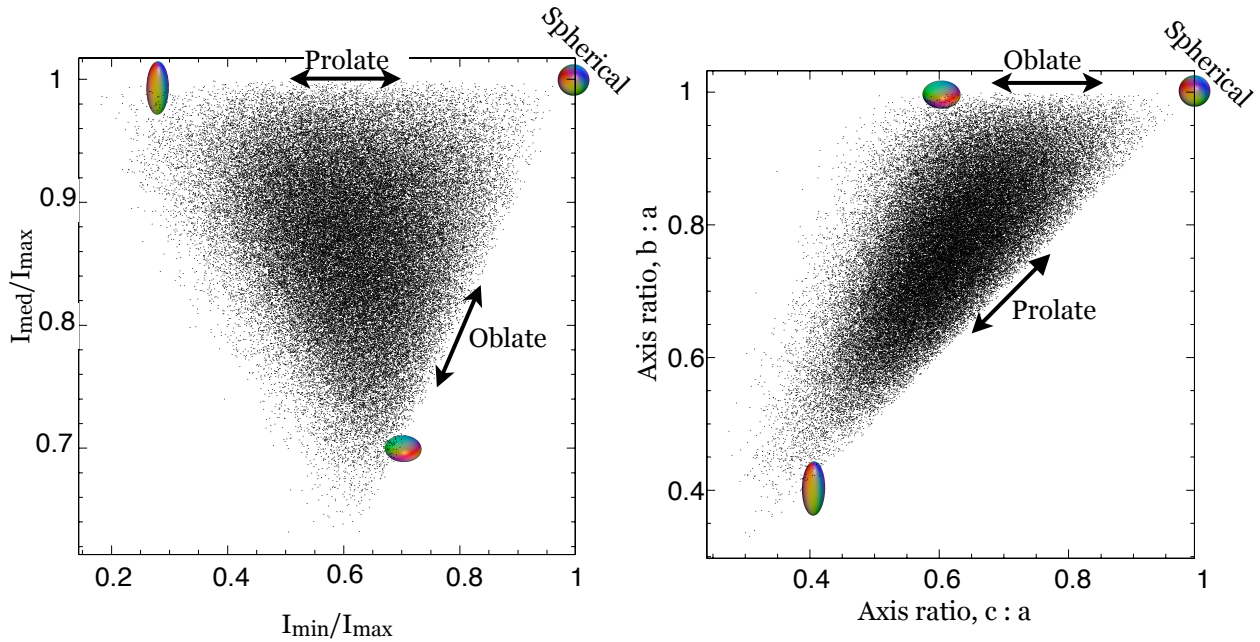 Prolate
Spherical
1
0.9
0.8
0.7
Imed/Imax
Oblate
0.2
0.4
0.6
0.8
1
Imin/Imax
Oblate
Spherical
1
0.8
0.6
0.4
Axis ratio, b : a
Prolate
0.4
0.6
0.8
1
Axis ratio, c : a